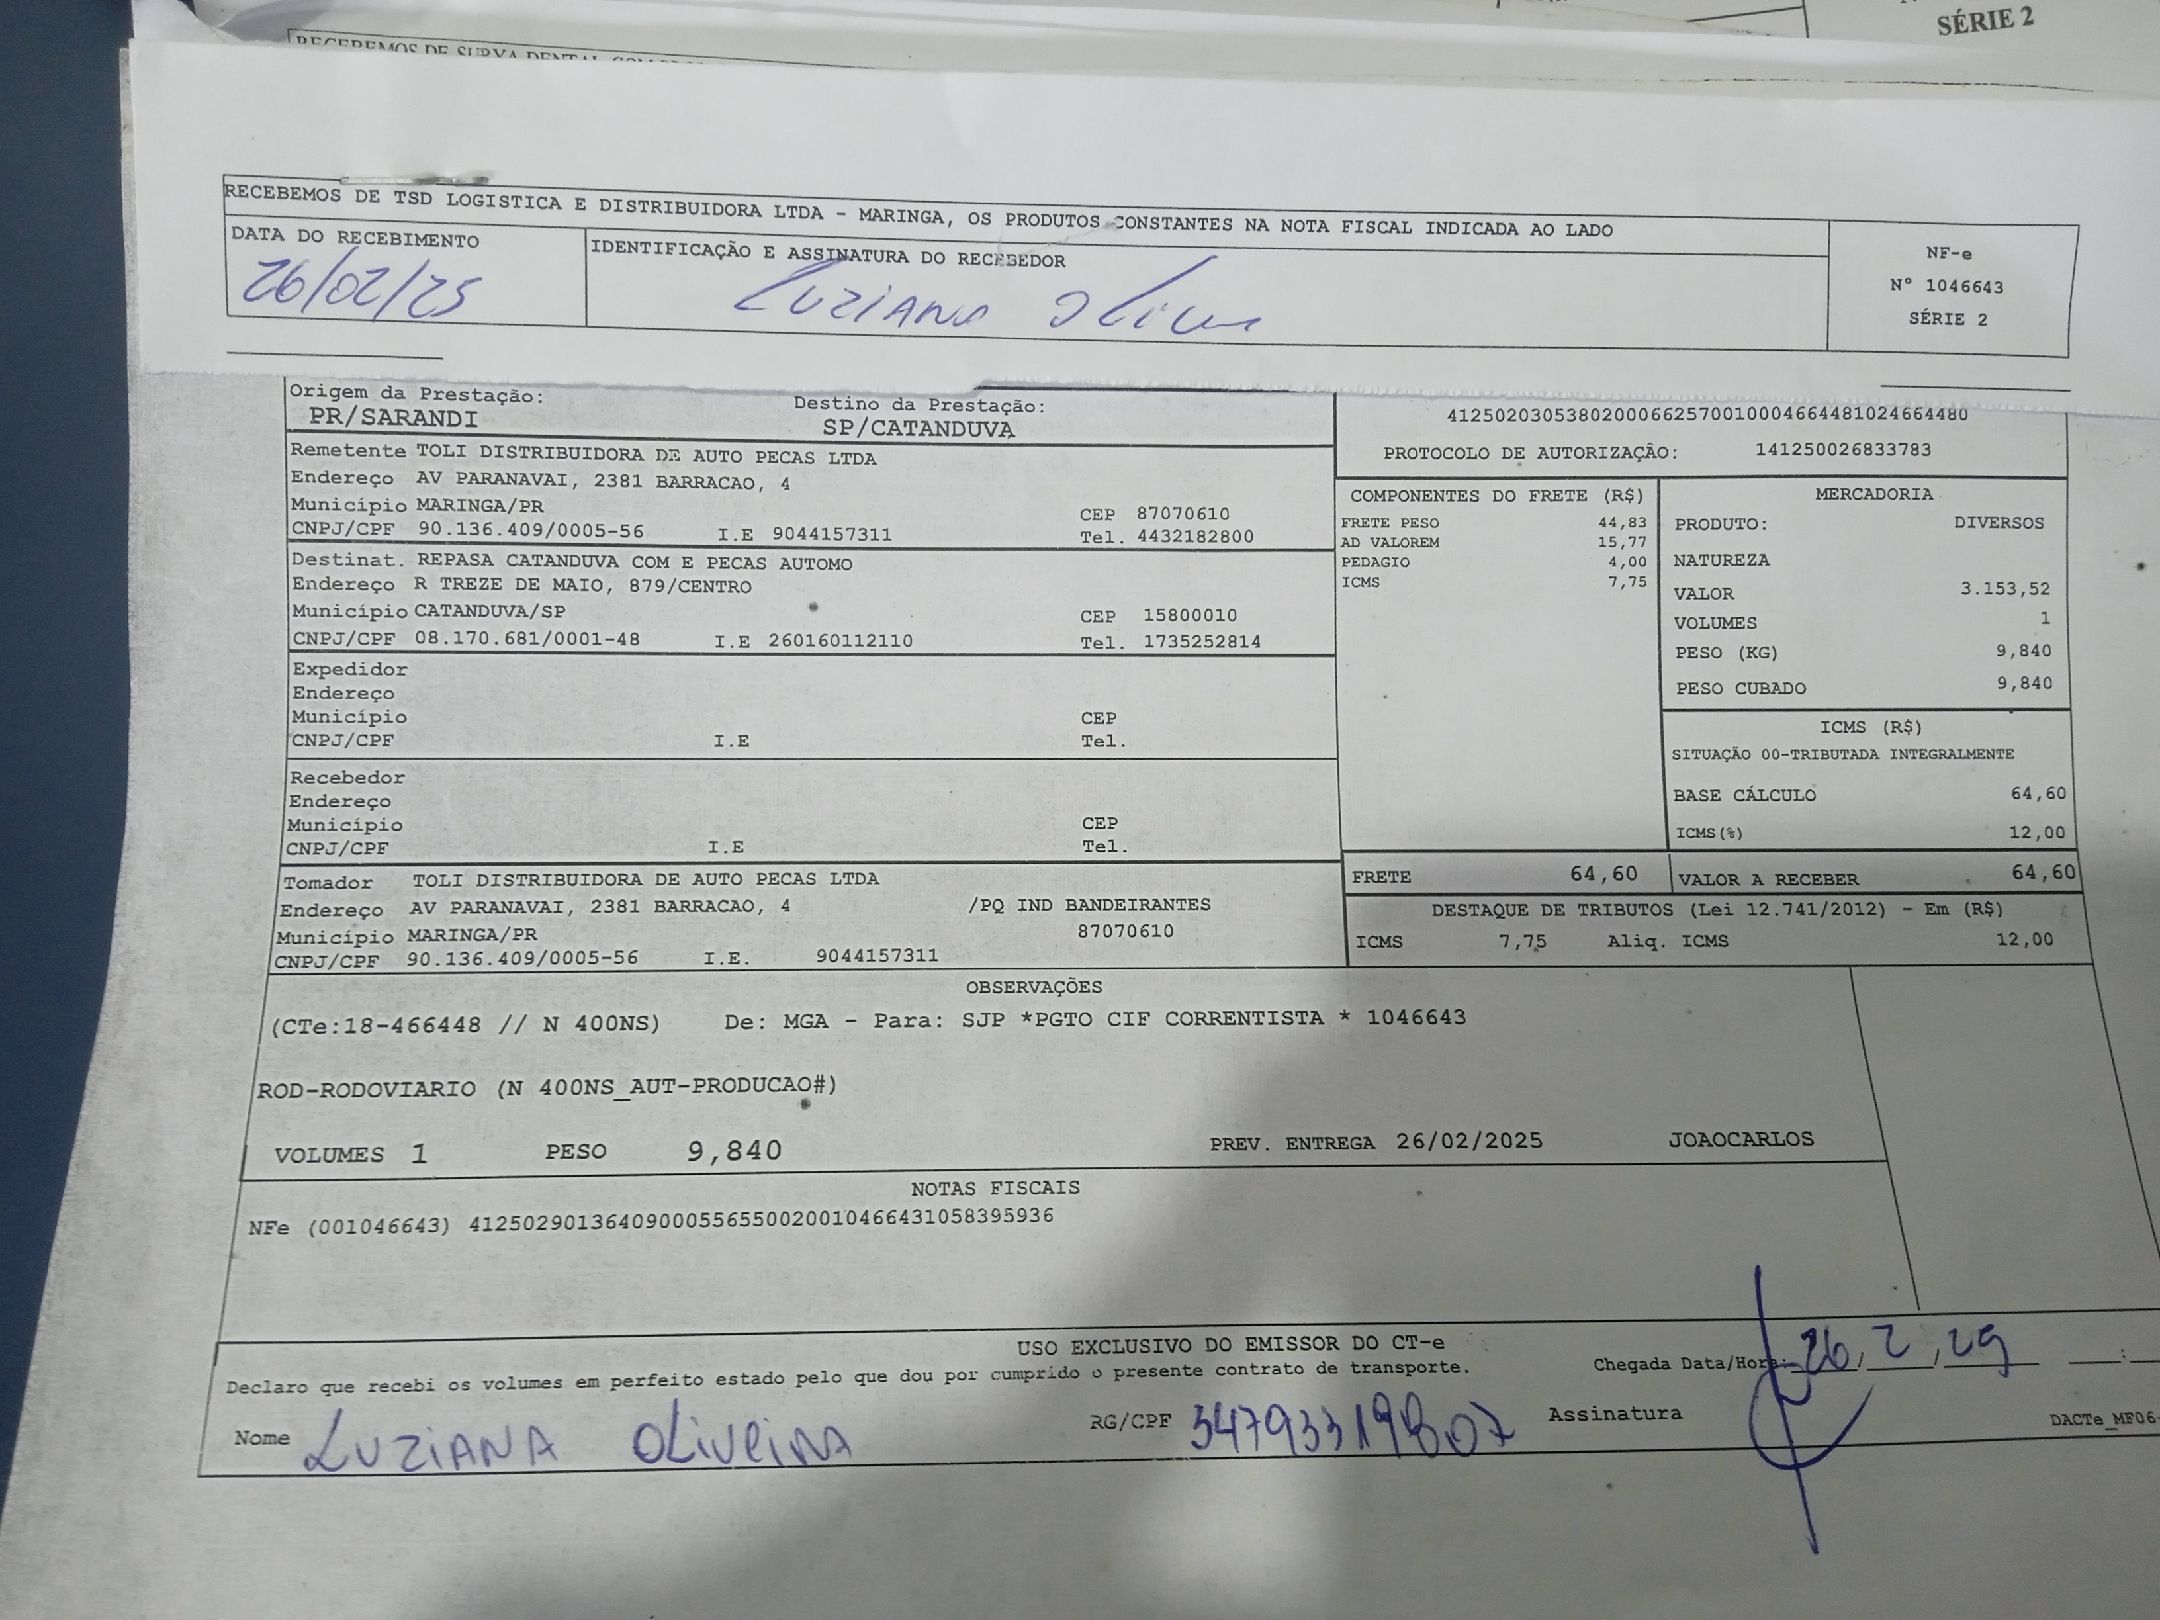 SÉRIE 2
RECEBEMOS DE SURYA DENTAL
RECEBEMOS DE TSD LOGISTICA E DISTRIBUIDORA LTDA - MARINGA, OS PRODUTOS CONSTANTES NA NOTA FISCAL INDICADA AO LADO
DATA DO RECEBIMENTO
26/02/25
IDENTIFICAÇÃO E ASSINATURA DO RECEBEDOR
LUZIANA
NF-e
Nº 1046643
SÉRIE 2
Origem da Prestação:
PR/SARANDI
Destino da Prestação:
SP/CATANDUVA
41250203053802000662570010004664481024664480
PROTOCOLO DE AUTORIZAÇÃO: 141250026833783
Remetente TOLI DISTRIBUIDORA DE AUTO PECAS LTDA
Endereço AV PARANAVAI, 2381 BARRACAO, 4
Município MARINGA/PR CEP 87070610
CNPJ/CPF 90.136.409/0005-56 I.E 9044157311 Tel. 4432182800
Destinat. REPASA CATANDUVA COM E PECAS AUTOMO
Endereço R TREZE DE MAIO, 879/CENTRO
Município CATANDUVA/SP CEP 15800010
CNPJ/CPF 08.170.681/0001-48 I.E 260160112110 Tel. 1735252814
Expedidor
Endereço
Município CEP
CNPJ/CPF I.E Tel.
Recebedor
Endereço
Município CEP
CNPJ/CPF I.E Tel.
Tomador TOLI DISTRIBUIDORA DE AUTO PECAS LTDA
Endereço AV PARANAVAI, 2381 BARRACAO, 4 /PQ IND BANDEIRANTES
Município MARINGA/PR 87070610
CNPJ/CPF 90.136.409/0005-56 I.E. 9044157311
COMPONENTES DO FRETE (R$)
FRETE PESO 44,83
AD VALOREM 15,77
PEDAGIO 4,00
ICMS 7,75
MERCADORIA
PRODUTO: DIVERSOS
NATUREZA
VALOR 3.153,52
VOLUMES 1
PESO (KG) 9,840
PESO CUBADO 9,840
ICMS (R$)
SITUAÇÃO 00-TRIBUTADA INTEGRALMENTE
BASE CÁLCULO 64,60
ICMS(%) 12,00
FRETE 64,60 VALOR A RECEBER 64,60
DESTAQUE DE TRIBUTOS (Lei 12.741/2012) - Em (R$)
ICMS 7,75 Aliq. ICMS 12,00
OBSERVAÇÕES
(CTe:18-466448 // N 400NS) De: MGA - Para: SJP *PGTO CIF CORRENTISTA * 1046643
ROD-RODOVIARIO (N 400NS_AUT-PRODUCAO#)
VOLUMES 1 PESO 9,840 PREV. ENTREGA 26/02/2025 JOAOCARLOS
NOTAS FISCAIS
NFe (001046643) 41250290136409000556550020010466431058395936
USO EXCLUSIVO DO EMISSOR DO CT-e
Declaro que recebi os volumes em perfeito estado pelo que dou por cumprido o presente contrato de transporte.
Chegada Data/Hora: 26/2/
Nome LUZIANA OLIVEIRA RG/CPF 34793319807 Assinatura
DACTe_MF06-